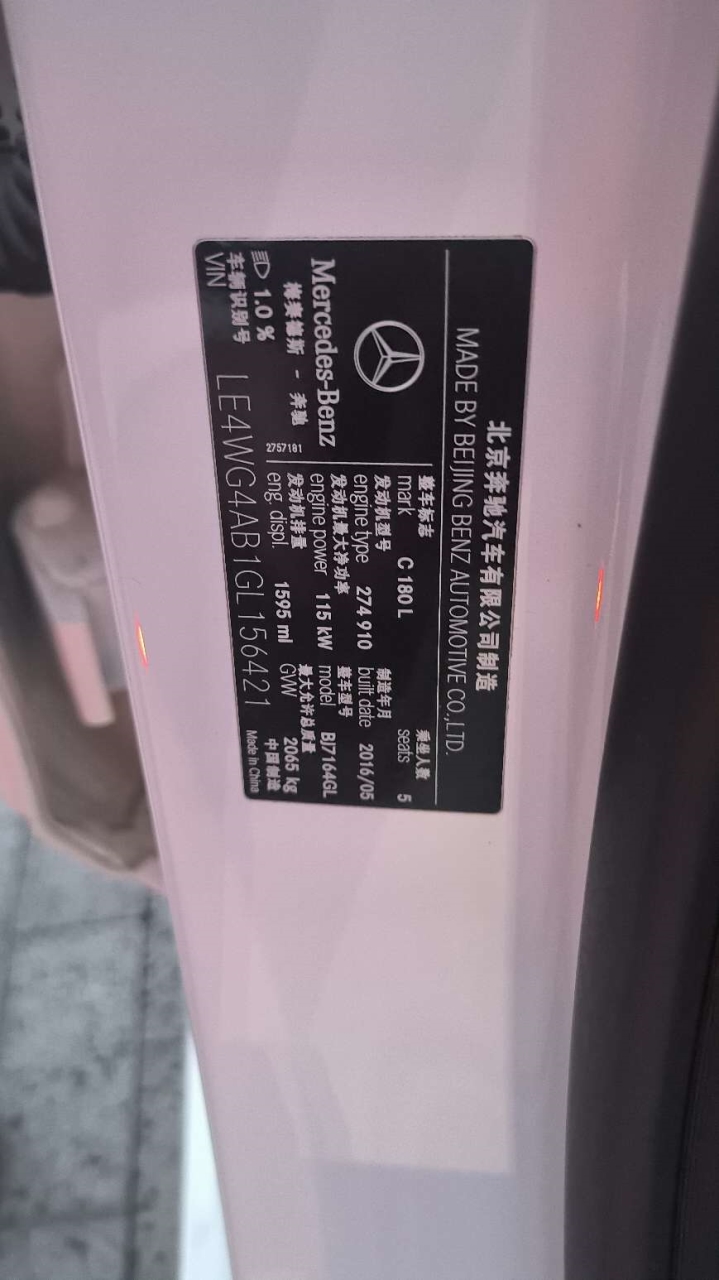 北京奔驰汽车有限公司制造
MADE BY BEIJING BENZ AUTOMOTIVE CO.,LTD.
整车标志
mark C 180 L
乘坐人数
seats 5
发动机型号
engine type 274 910
制造年月
built date 2016/05
发动机最大净功率
engine power 115 kW
整车型号
model BJ7164GL
发动机排量
eng. displ. 1595 ml
最大允许总质量
GVW 2065 kg
Mercedes-Benz
梅赛德斯 - 奔驰
2757181
1.0 %
中国制造
Made in China
车辆识别号
VIN LE4WG4AB1GL156421